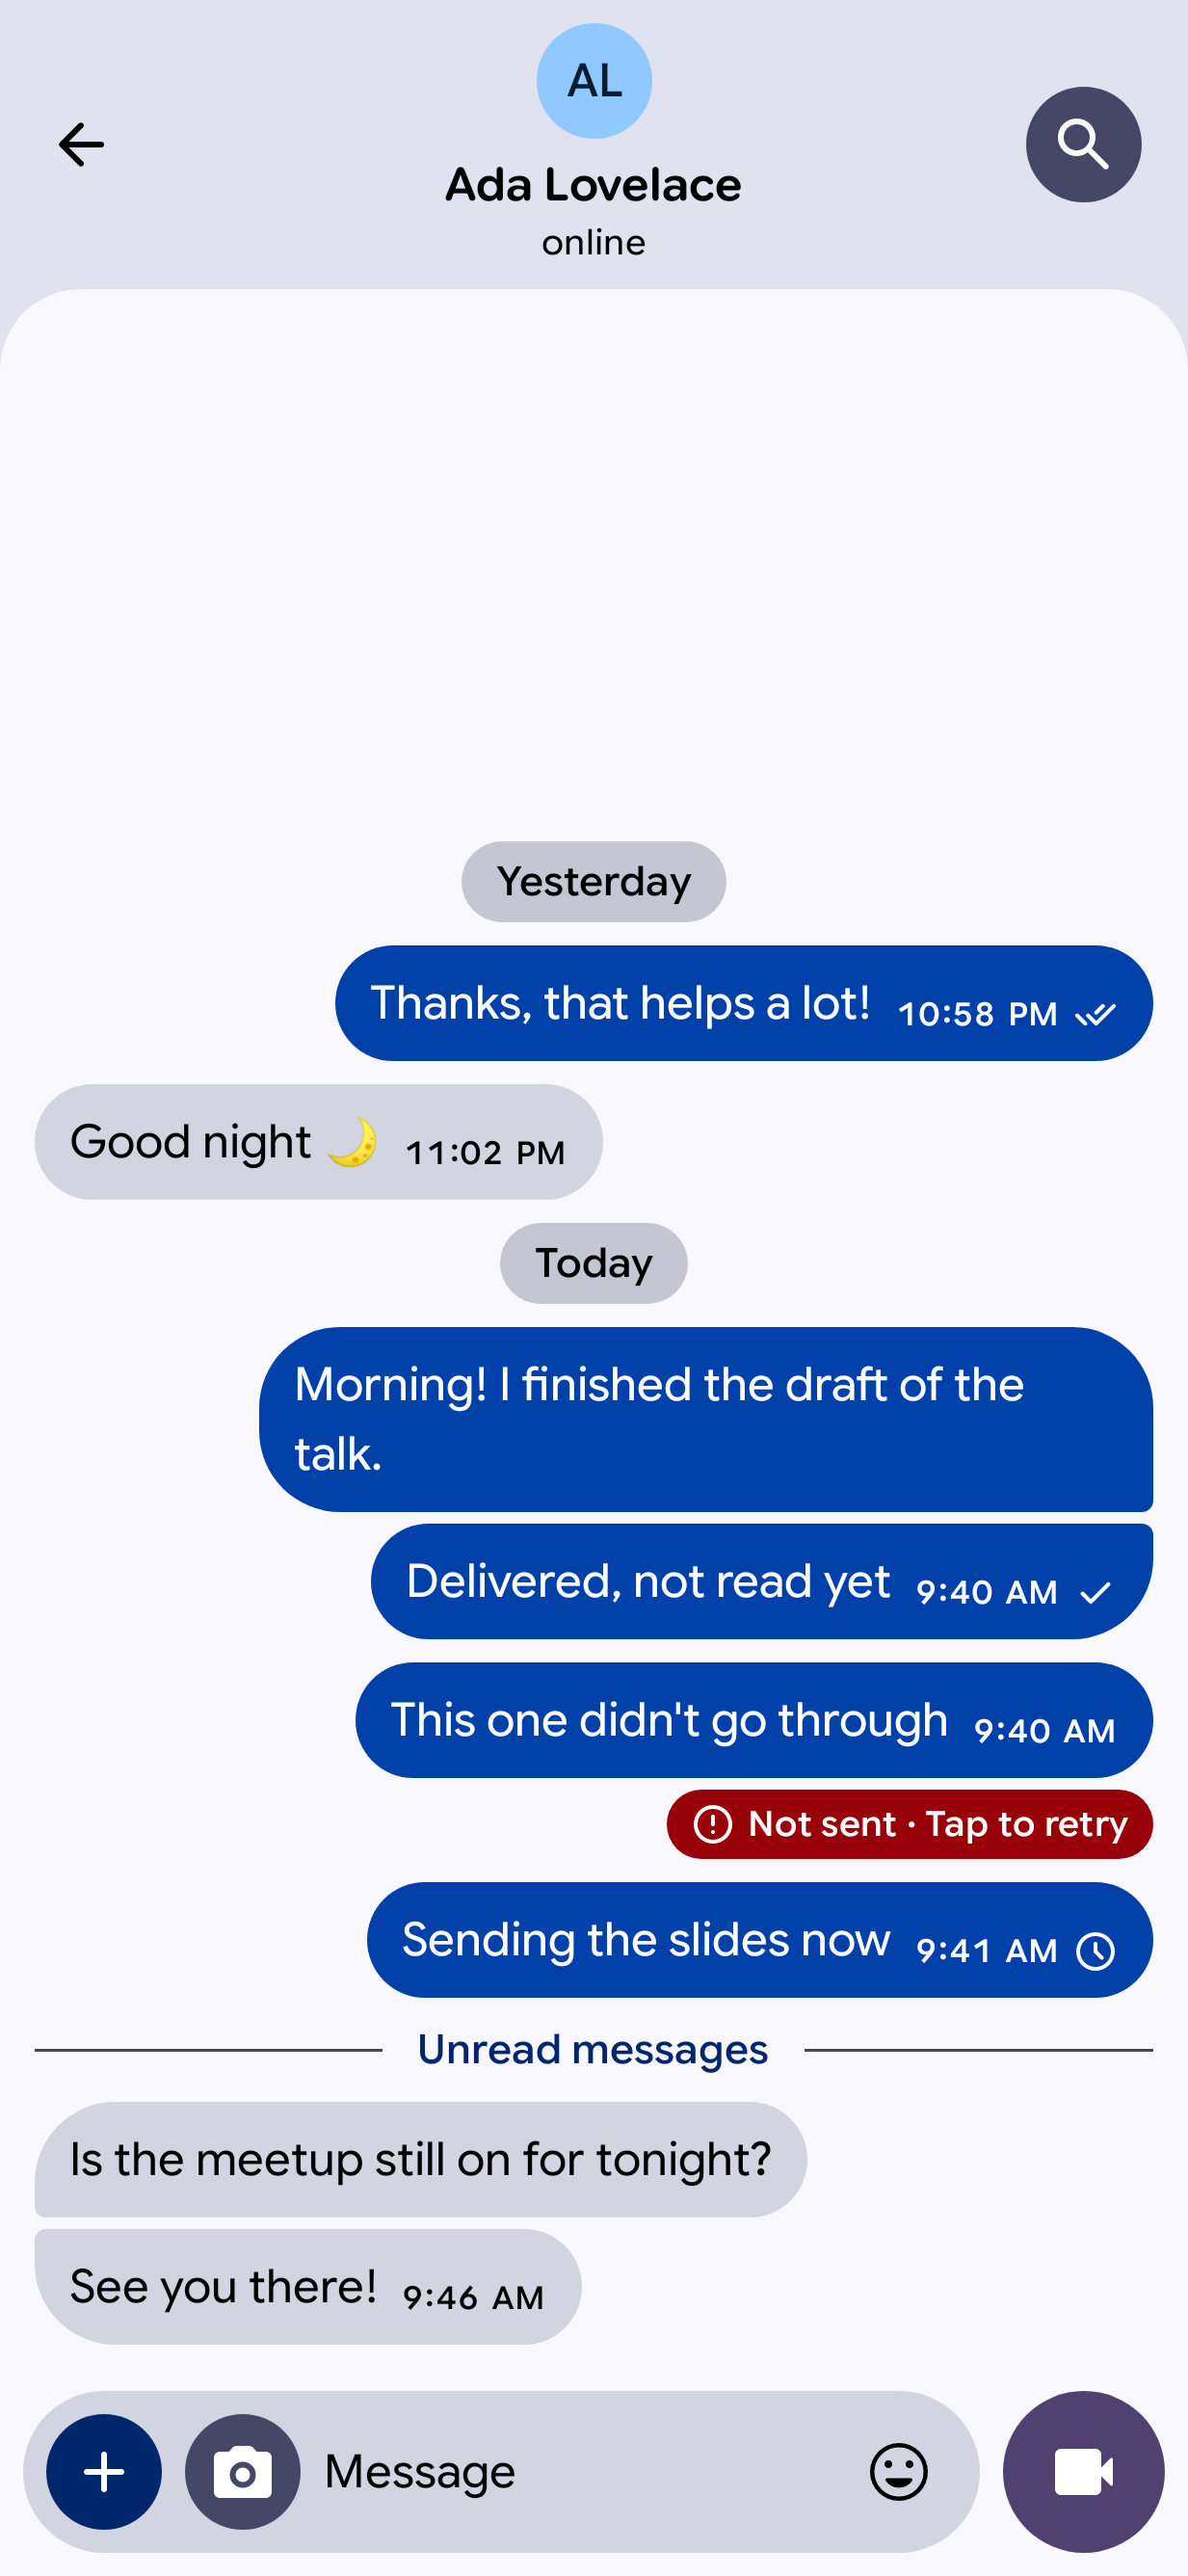 AL
Ada Lovelace
online
Yesterday
Thanks, that helps a lot! 10:58 PM
Good night 🌙 11:02 PM
Today
Morning! I finished the draft of the
talk.
Delivered, not read yet 9:40 AM
This one didn't go through 9:40 AM
Not sent · Tap to retry
Sending the slides now 9:41 AM
Unread messages
Is the meetup still on for tonight?
See you there! 9:46 AM
Message